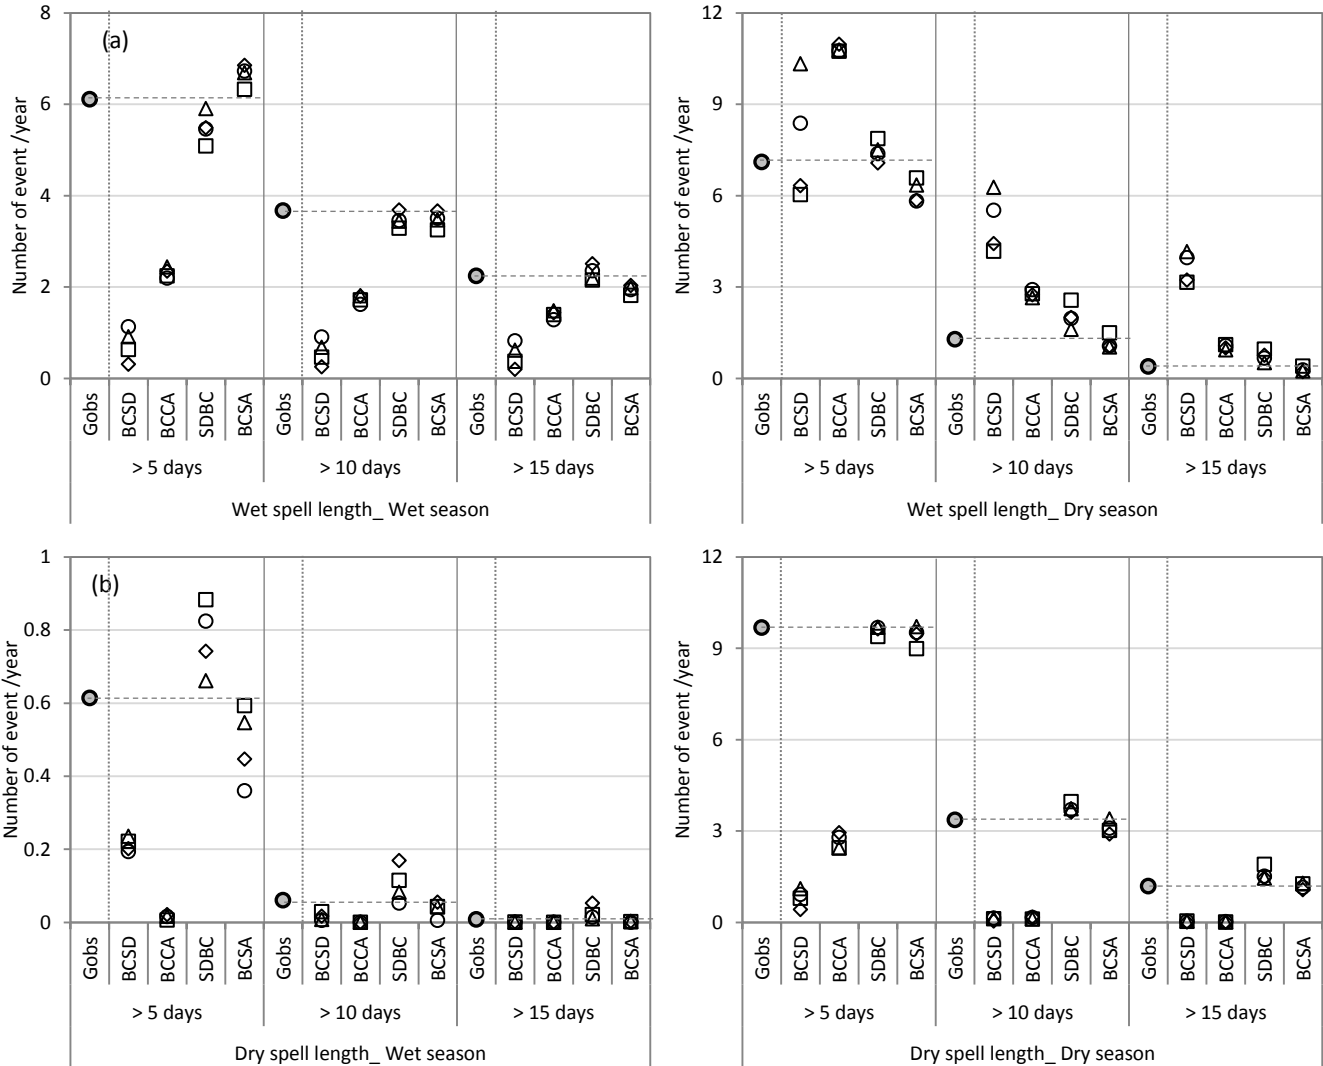 (a)
Number of event /year
8
6
4
2
0
Gobs BCSD BCCA SDBC BCSA Gobs BCSD BCCA SDBC BCSA Gobs BCSD BCCA SDBC BCSA
> 5 days > 10 days > 15 days
Wet spell length_ Wet season
Number of event /year
12
9
6
3
0
Gobs BCSD BCCA SDBC BCSA Gobs BCSD BCCA SDBC BCSA Gobs BCSD BCCA SDBC BCSA
> 5 days > 10 days > 15 days
Wet spell length_ Dry season
(b)
Number of event /year
1
0.8
0.6
0.4
0.2
0
Gobs BCSD BCCA SDBC BCSA Gobs BCSD BCCA SDBC BCSA Gobs BCSD BCCA SDBC BCSA
> 5 days > 10 days > 15 days
Dry spell length_ Wet season
Number of event /year
12
9
6
3
0
Gobs BCSD BCCA SDBC BCSA Gobs BCSD BCCA SDBC BCSA Gobs BCSD BCCA SDBC BCSA
> 5 days > 10 days > 15 days
Dry spell length_ Dry season